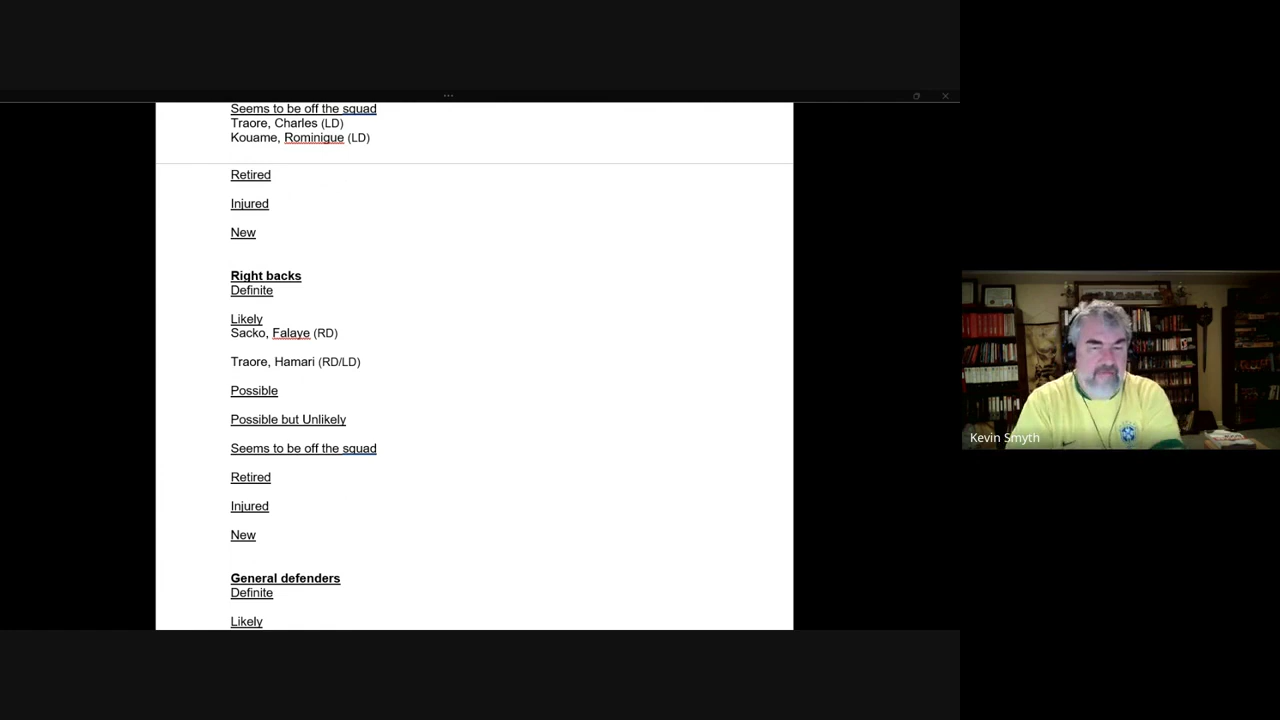 Seems to be off the squad
Traore, Charles (LD)
Kouame, Rominigue (LD)
Retired
Injured
New
Right backs
Definite
Likely
Sacko, Falaye (RD)
Traore, Hamari (RD/LD)
Possible
Possible but Unlikely
Seems to be off the squad
Retired
Injured
New
General defenders
Definite
Likely
Kevin Smyth